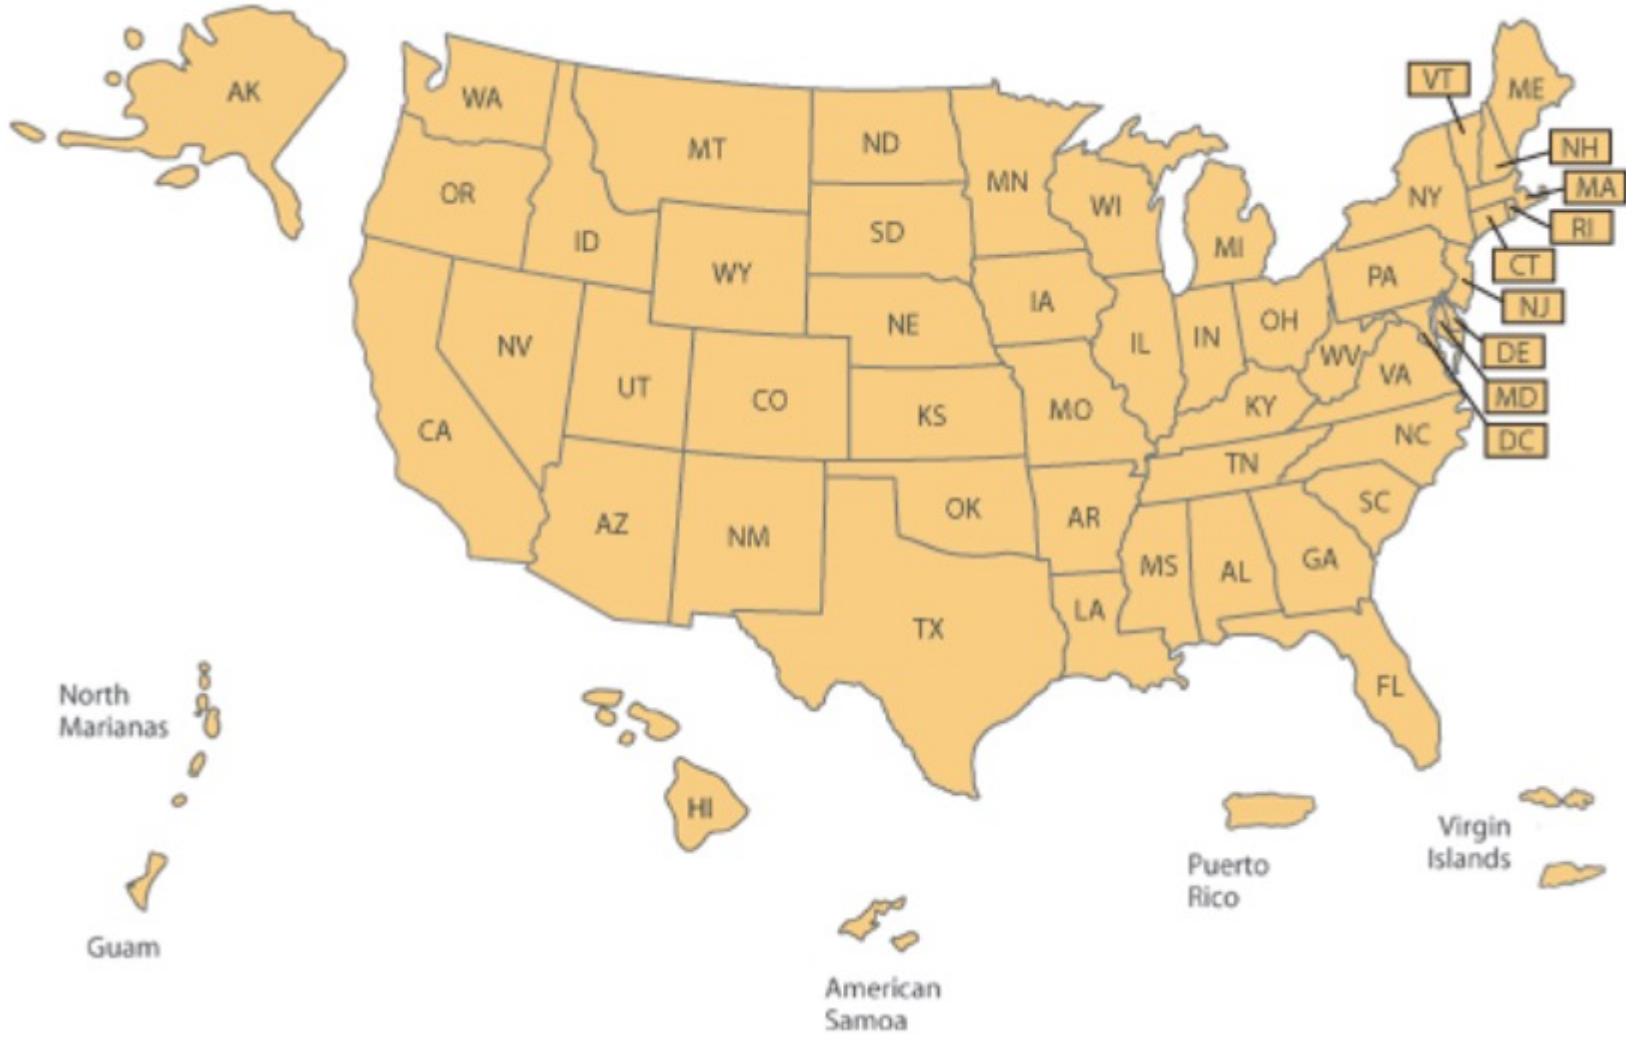 AK
WA
MT
ND
MN
VT
ME
NH
OR
ID
WY
SD
WI
MI
NY
MA
RI
CT
NV
UT
CO
NE
IA
IL
IN
OH
PA
NJ
DE
MD
DC
CA
KS
MO
KY
WV
VA
NC
AZ
NM
OK
AR
TN
SC
TX
LA
MS
AL
GA
FL
HI
North
Marianas
Guam
American
Samoa
Puerto
Rico
Virgin
Islands